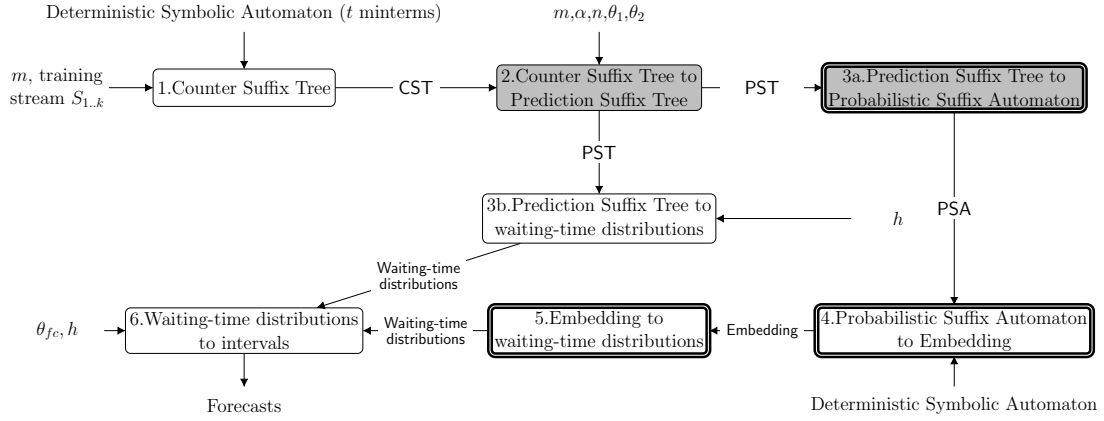 Deterministic Symbolic Automaton (t minterms)
m,α,n,θ1,θ2
m, training
stream S1..k
1.Counter Suffix Tree
CST
2.Counter Suffix Tree to
Prediction Suffix Tree
PST
3a.Prediction Suffix Tree to
Probabilistic Suffix Automaton
PST
3b.Prediction Suffix Tree to
waiting-time distributions
h
PSA
Waiting-time
distributions
θfc, h
6.Waiting-time distributions
to intervals
Waiting-time
distributions
5.Embedding to
waiting-time distributions
Embedding
4.Probabilistic Suffix Automaton
to Embedding
Forecasts
Deterministic Symbolic Automaton